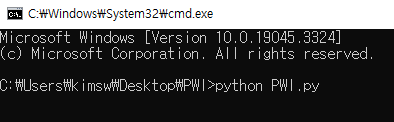 C:₩Windows₩System32₩cmd.exe
Microsoft Windows [Version 10.0.19045.3324]
(c) Microsoft Corporation. All rights reserved.
C:₩Users₩kimsw₩Desktop₩PWI>python PWI.py